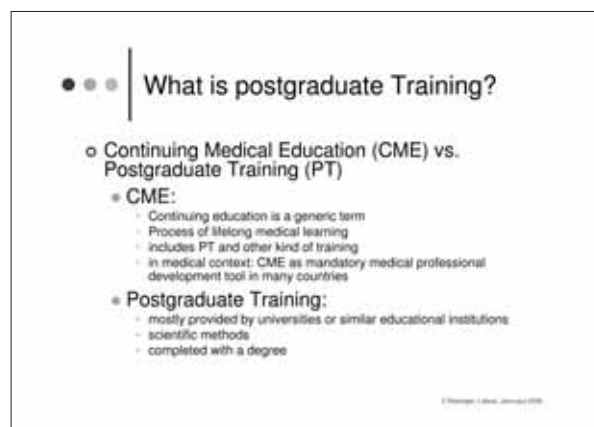 What is postgraduate Training?
Continuing Medical Education (CME) vs.
Postgraduate Training (PT)
CME:
Continuing education is a generic term
Process of lifelong medical learning
includes PT and other kind of training
in medical context: CME as mandatory medical professional
development tool in many countries
Postgraduate Training:
mostly provided by universities or similar educational institutions
scientific methods
completed with a degree